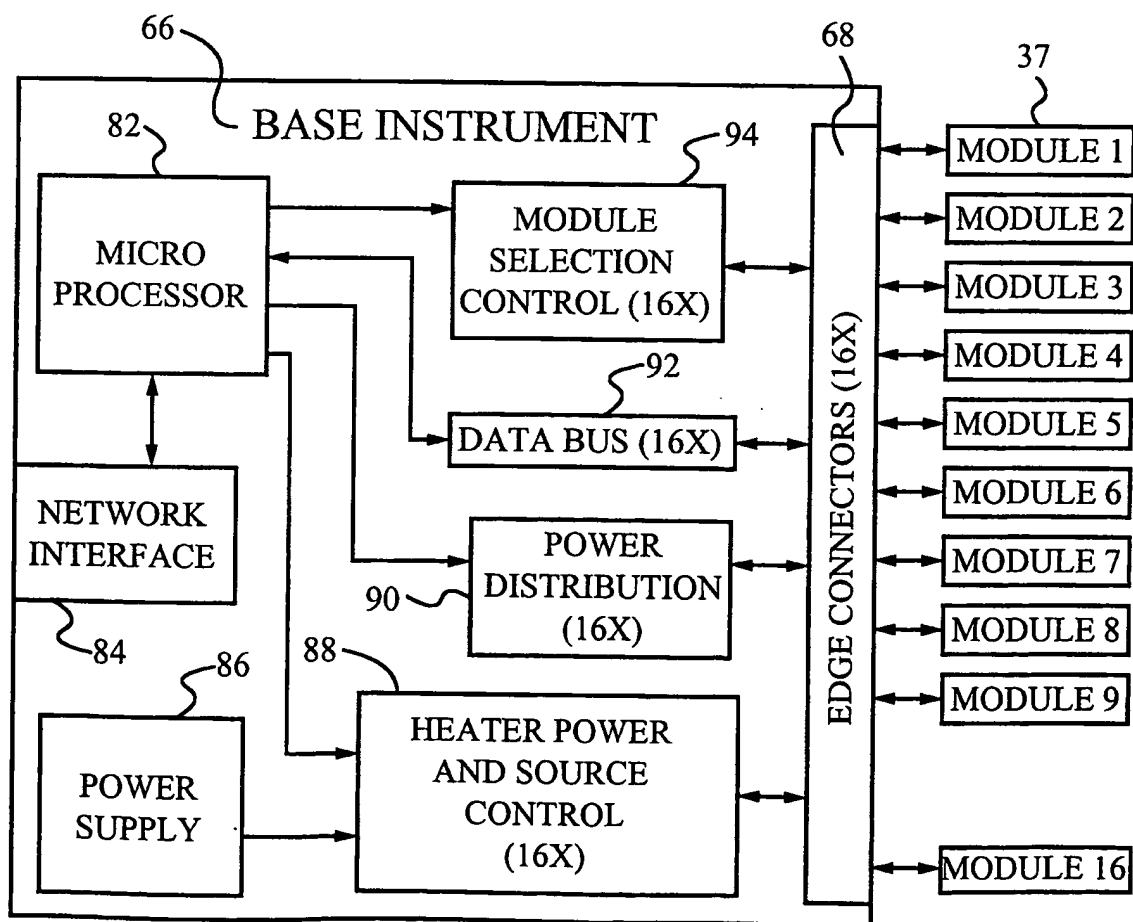 66
68
37
BASE INSTRUMENT
82
94
MICRO
PROCESSOR
MODULE
SELECTION
CONTROL (16X)
92
DATA BUS (16X)
NETWORK
INTERFACE
84
POWER
DISTRIBUTION
(16X)
90
86
88
POWER
SUPPLY
HEATER POWER
AND SOURCE
CONTROL
(16X)
EDGE CONNECTORS (16X)
MODULE 1
MODULE 2
MODULE 3
MODULE 4
MODULE 5
MODULE 6
MODULE 7
MODULE 8
MODULE 9
MODULE 16